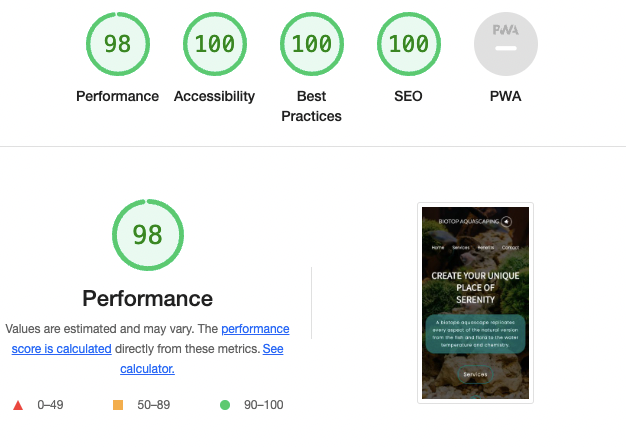 98
100
100
100
PWA
Performance
Accessibility
Best
Practices
SEO
PWA
98
Performance
Values are estimated and may vary. The performance
score is calculated directly from these metrics. See
calculator.
0–49
50–89
90–100
BIOTOP AQUASCAPING
Home Services Benefits Contact
CREATE YOUR UNIQUE
PLACE OF
SERENITY
A Biotope aquascape replicates
every aspect of the natural version
from the fish and flora to the water
temperature and chemistry.
Services